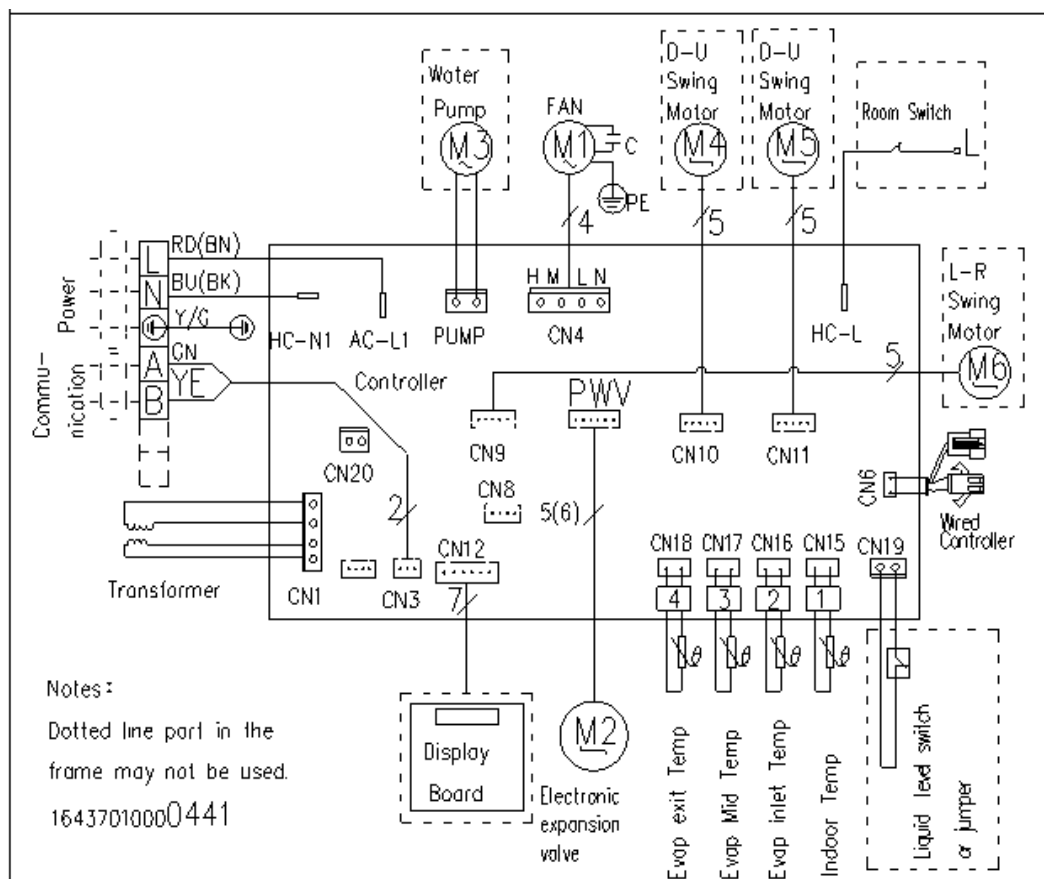 Water
Pump
M3
FAN
M1
C
PE
4
D-U
Swing
Motor
M4
5
D-U
Swing
Motor
M5
5
Room Switch
L
Power
L
RD(BN)
N
BU(BK)
Y/G
Commu-
nication
A
GN
B
YE
HC-N1
AC-L1
PUMP
H M L N
CN4
HC-L
L-R
Swing
Motor
M6
5
Controller
PWV
CN20
CN9
CN10
CN11
CN8
5(6)
2
CN6
Wired
Controller
Transformer
CN1
CN3
CN12
7
CN18
CN17
CN16
CN15
CN19
4
3
2
1
θ
θ
θ
θ
Notes:
Dotted line part in the
frame may not be used.
16437010000441
Display
Board
M2
Electronic
expansion
valve
Evap exit Temp
Evap Mid Temp
Evap inlet Temp
Indoor Temp
Liquid level switch
or jumper